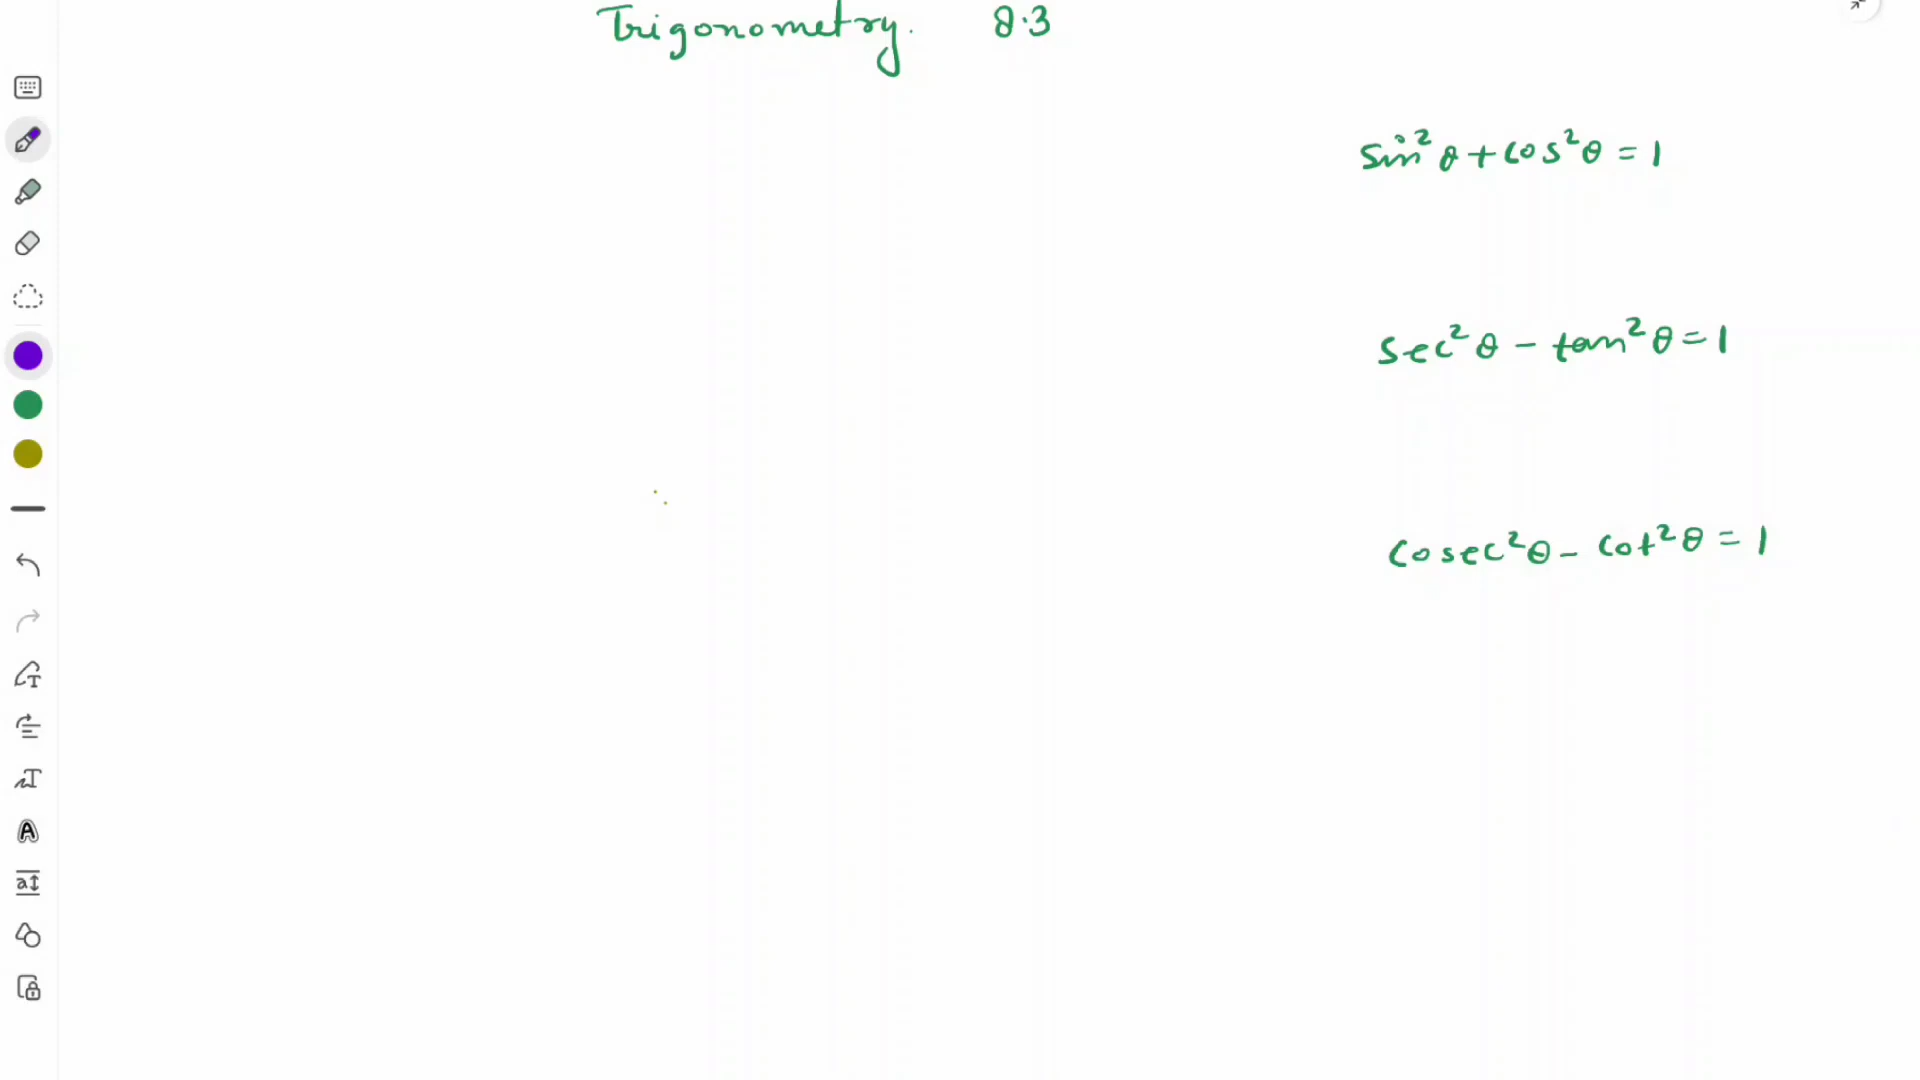 Trigonometry. 8.3
sin²θ + cos²θ = 1
sec²θ - tan²θ = 1
cosec²θ - cot²θ = 1